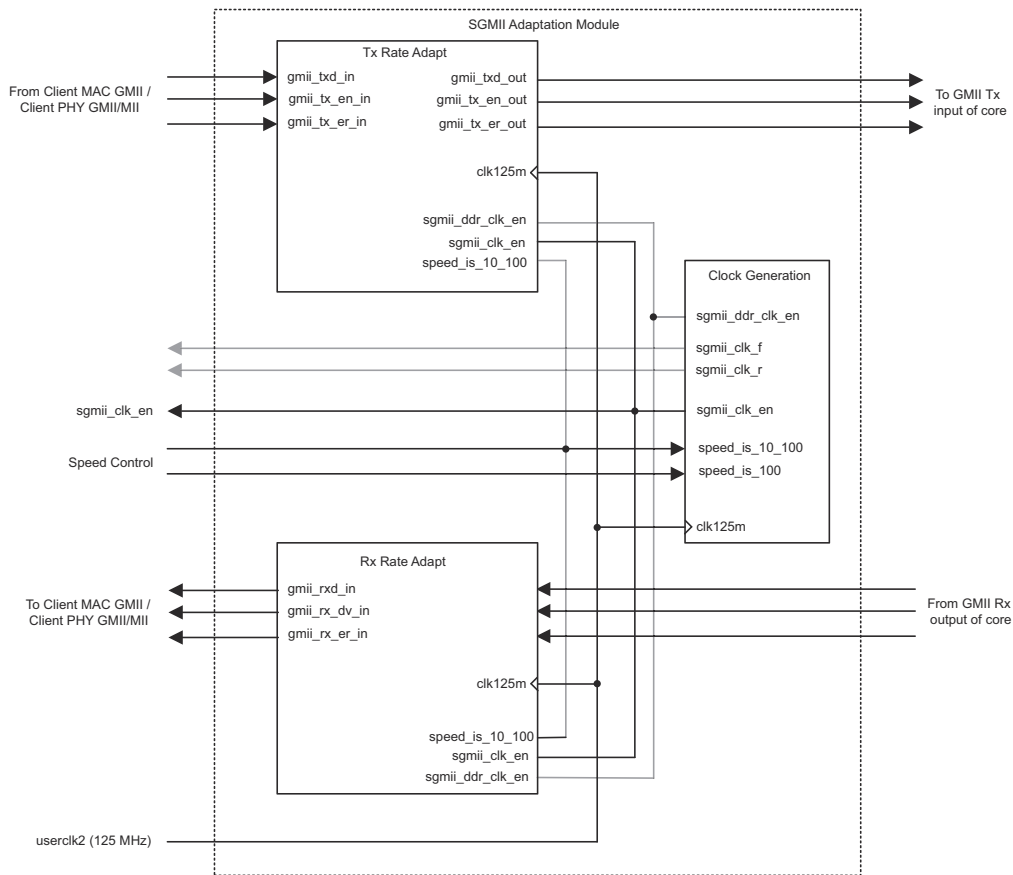 SGMII Adaptation Module
Tx Rate Adapt
From Client MAC GMII /
Client PHY GMII/MII
gmii_txd_in
gmii_tx_en_in
gmii_tx_er_in
gmii_txd_out
gmii_tx_en_out
gmii_tx_er_out
To GMII Tx
input of core
clk125m
sgmii_ddr_clk_en
sgmii_clk_en
speed_is_10_100
Clock Generation
sgmii_ddr_clk_en
sgmii_clk_f
sgmii_clk_r
sgmii_clk_en
speed_is_10_100
speed_is_100
clk125m
sgmii_clk_en
Speed Control
Rx Rate Adapt
To Client MAC GMII /
Client PHY GMII/MII
gmii_rxd_in
gmii_rx_dv_in
gmii_rx_er_in
From GMII Rx
output of core
clk125m
speed_is_10_100
sgmii_clk_en
sgmii_ddr_clk_en
userclk2 (125 MHz)